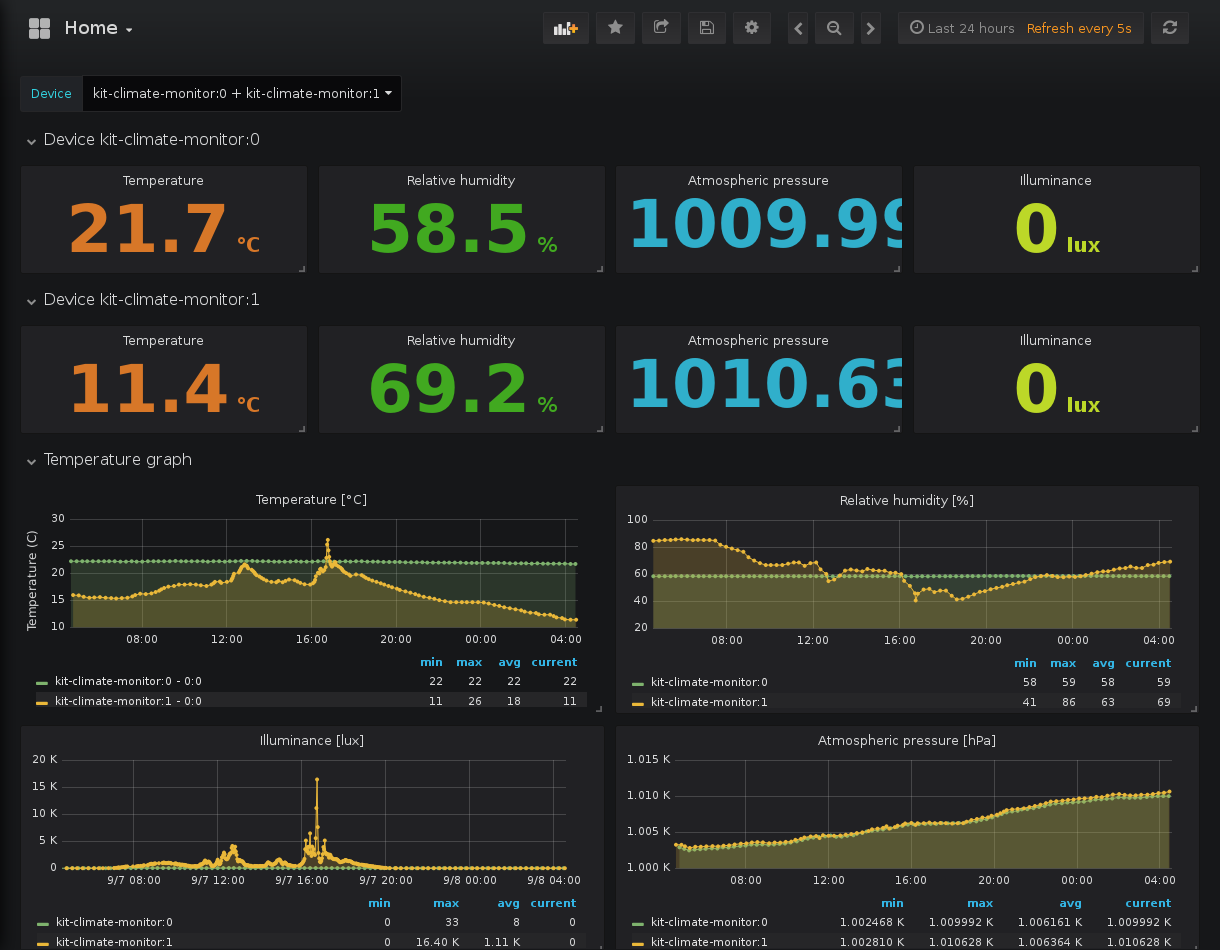 Home
Last 24 hours Refresh every 5s
Device kit-climate-monitor:0 + kit-climate-monitor:1
Device kit-climate-monitor:0
Temperature Relative humidity Atmospheric pressure Illuminance
21.7 °C 58.5 % 1009.99 0 lux
Device kit-climate-monitor:1
Temperature Relative humidity Atmospheric pressure Illuminance
11.4 °C 69.2 % 1010.63 0 lux
Temperature graph
Temperature [°C]
Temperature (C)
30
25
20
15
10
08:00 12:00 16:00 20:00 00:00 04:00
min max avg current
kit-climate-monitor:0 - 0:0 22 22 22 22
kit-climate-monitor:1 - 0:0 11 26 18 11
Relative humidity [%]
100
80
60
40
20
08:00 12:00 16:00 20:00 00:00 04:00
min max avg current
kit-climate-monitor:0 58 59 58 59
kit-climate-monitor:1 41 86 63 69
Illuminance [lux]
20 K
15 K
10 K
5 K
0
9/7 08:00 9/7 12:00 9/7 16:00 9/7 20:00 9/8 00:00 9/8 04:00
min max avg current
kit-climate-monitor:0 0 33 8 0
kit-climate-monitor:1 0 16.40 K 1.11 K 0
Atmospheric pressure [hPa]
1.015 K
1.010 K
1.005 K
1.000 K
08:00 12:00 16:00 20:00 00:00 04:00
min max avg current
kit-climate-monitor:0 1.002468 K 1.009992 K 1.006161 K 1.009992 K
kit-climate-monitor:1 1.002810 K 1.010628 K 1.006364 K 1.010628 K